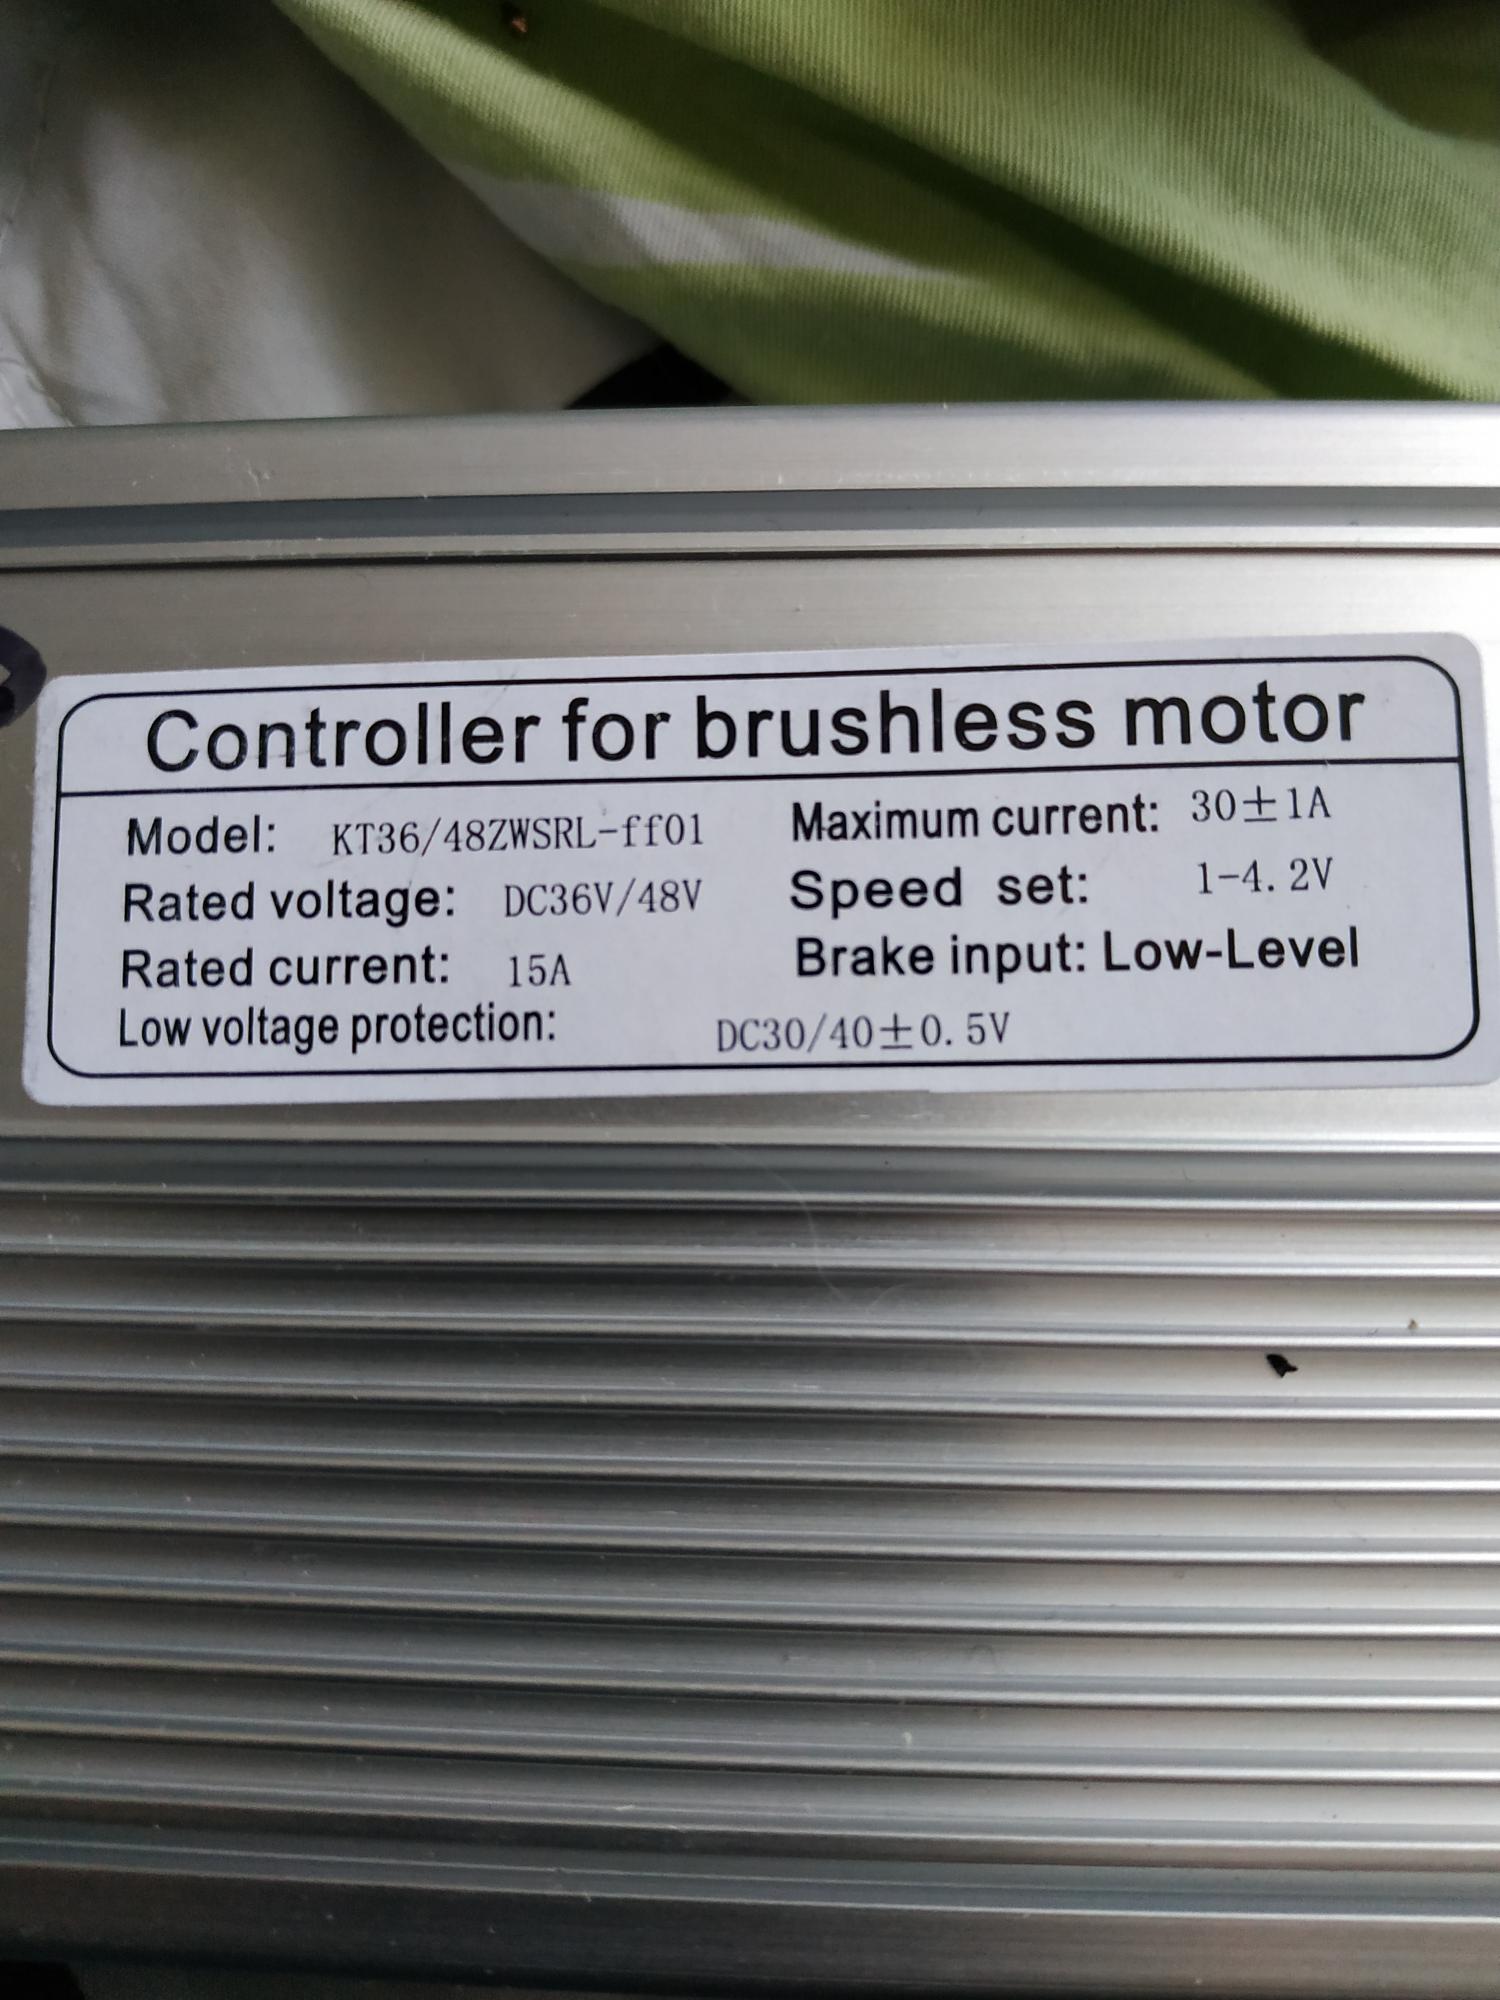 Controller for brushless motor
Model: KT36/48ZWSRL-ff01 Maximum current: 30±1A
Rated voltage: DC36V/48V Speed set: 1-4.2V
Rated current: 15A Brake input: Low-Level
Low voltage protection: DC30/40±0.5V